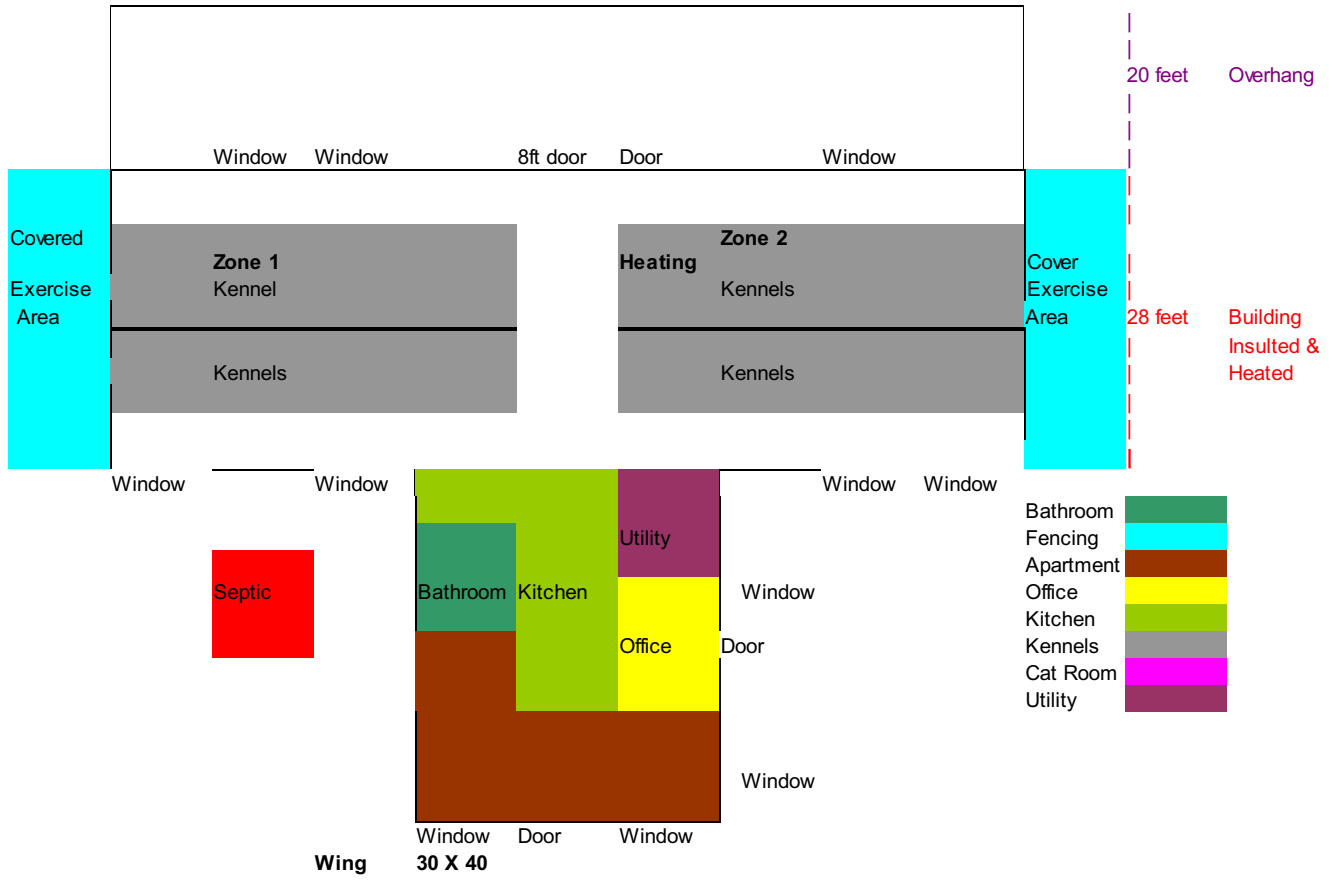 20 feet Overhang
Window Window 8ft door Door Window
Covered Zone 2
Zone 1 Heating Cover
Exercise Kennel Kennels Exercise
Area Area 28 feet Building
Insulted &
Kennels Kennels Heated
Window Window Window Window
Bathroom
Utility Fencing
Apartment
Septic Bathroom Kitchen Window Office
Kitchen
Office Door Kennels
Cat Room
Utility
Window
Window Door Window
Wing 30 X 40